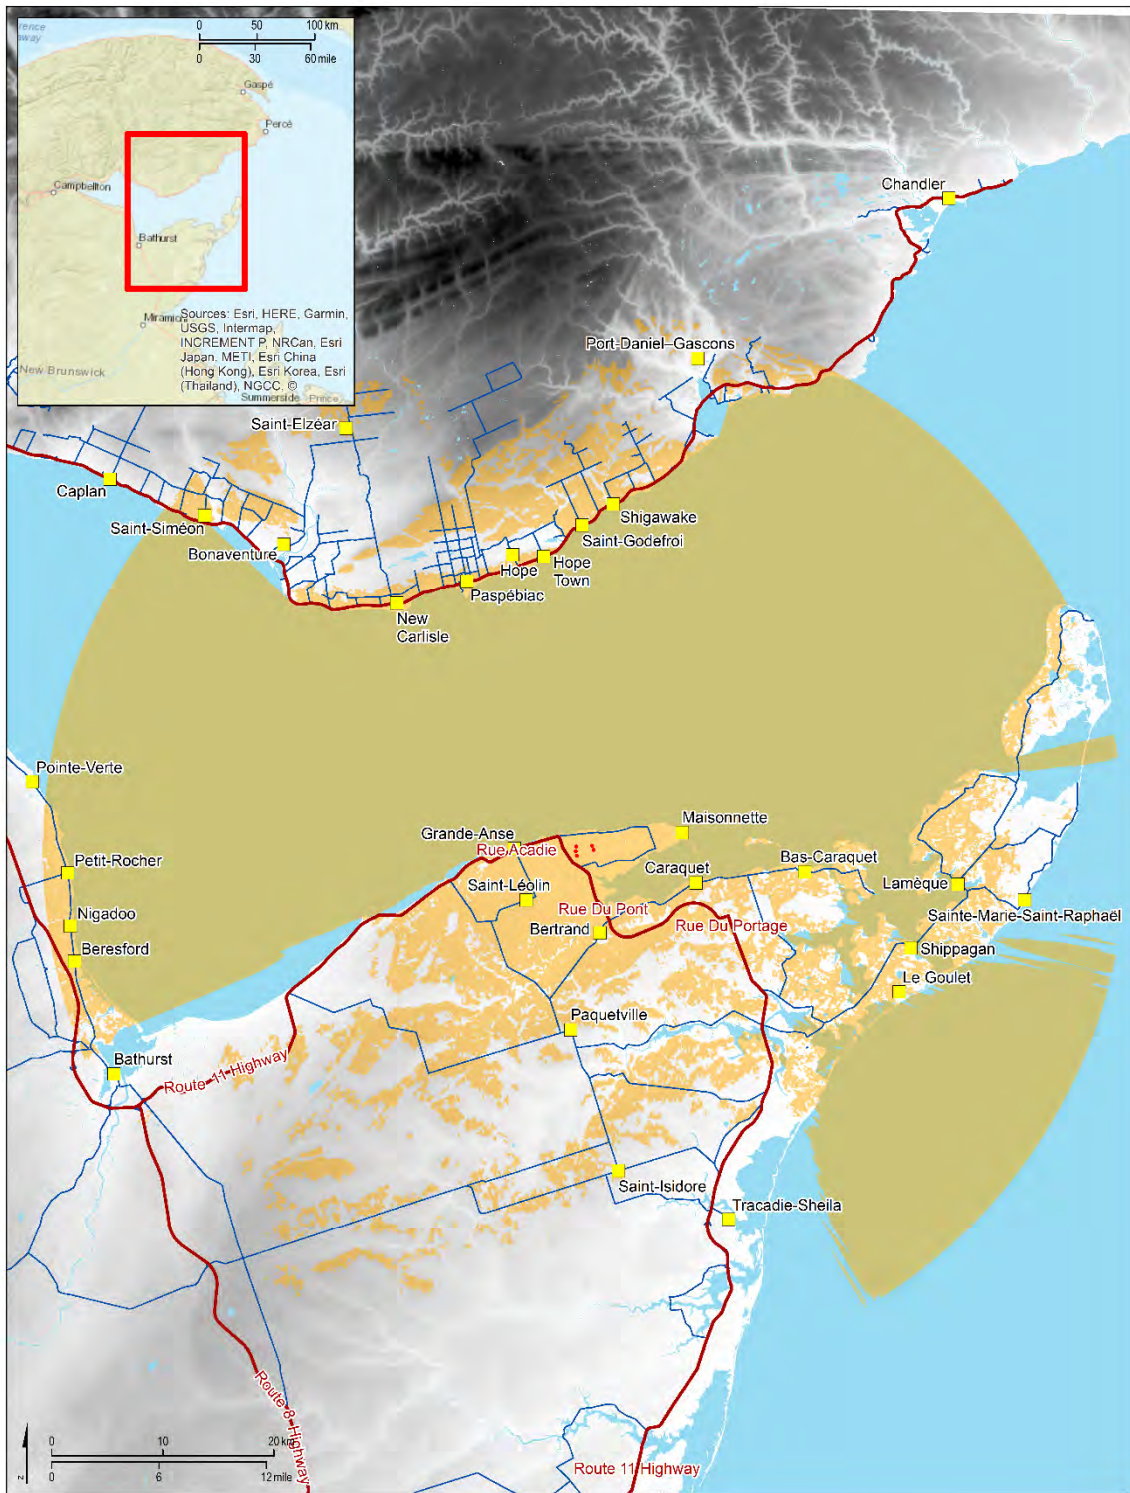 rence
way
0 50 100 km
0 30 60 mile
Gaspé
Percé
Campbellton
Bathurst
Miramichi
New Brunswick
Summerside Prince
Sources: Esri, HERE, Garmin,
USGS, Intermap,
INCREMENT P, NRCan, Esri
Japan, METI, Esri China
(Hong Kong), Esri Korea, Esri
(Thailand), NGCC, ©
Chandler
Port-Daniel–Gascons
Saint-Elzéar
Caplan
Saint-Siméon
Bonaventure
Shigawake
Saint-Godefroi
Hope
Town
Hope
Paspébiac
New
Carlisle
Pointe-Verte
Petit-Rocher
Nigadoo
Beresford
Bathurst
Grande-Anse
Rue Acadie
Maisonnette
Saint-Léolin
Caraquet
Bas-Caraquet
Lamèque
Sainte-Marie-Saint-Raphaël
Rue Du Pont
Bertrand
Rue Du Portage
Shippagan
Le Goulet
Paquetville
Route 11 Highway
Saint-Isidore
Tracadie-Sheila
Route 8 Highway
Route 11 Highway
0 10 20 km
0 6 12 mile
z